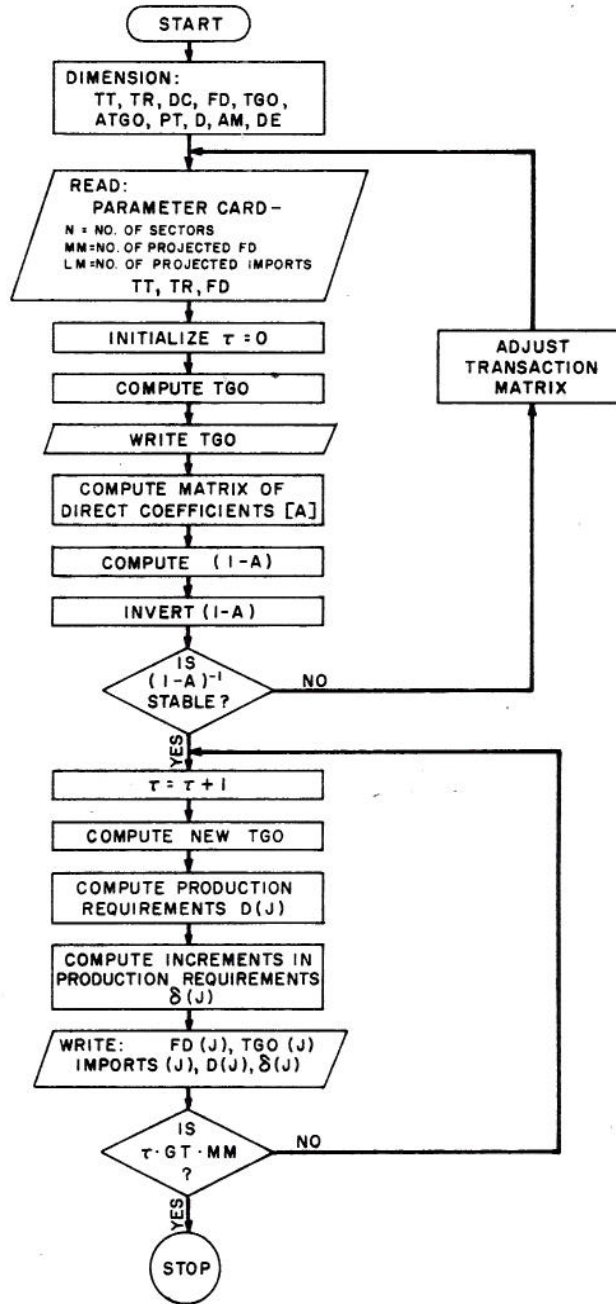 START
DIMENSION:
TT, TR, DC, FD, TGO,
ATGO, PT, D, AM, DE
READ:
PARAMETER CARD-
N = NO. OF SECTORS
MM=NO. OF PROJECTED FD
LM=NO. OF PROJECTED IMPORTS
TT, TR, FD
INITIALIZE τ = 0
COMPUTE TGO
WRITE TGO
COMPUTE MATRIX OF
DIRECT COEFFICIENTS [A]
COMPUTE (I-A)
INVERT (I-A)
IS
(I-A)⁻¹
STABLE?
NO
ADJUST
TRANSACTION
MATRIX
YES
τ = τ + 1
COMPUTE NEW TGO
COMPUTE PRODUCTION
REQUIREMENTS D(J)
COMPUTE INCREMENTS IN
PRODUCTION REQUIREMENTS
δ(J)
WRITE: FD(J), TGO(J)
IMPORTS(J), D(J), δ(J)
IS
τ·GT·MM
?
NO
YES
STOP